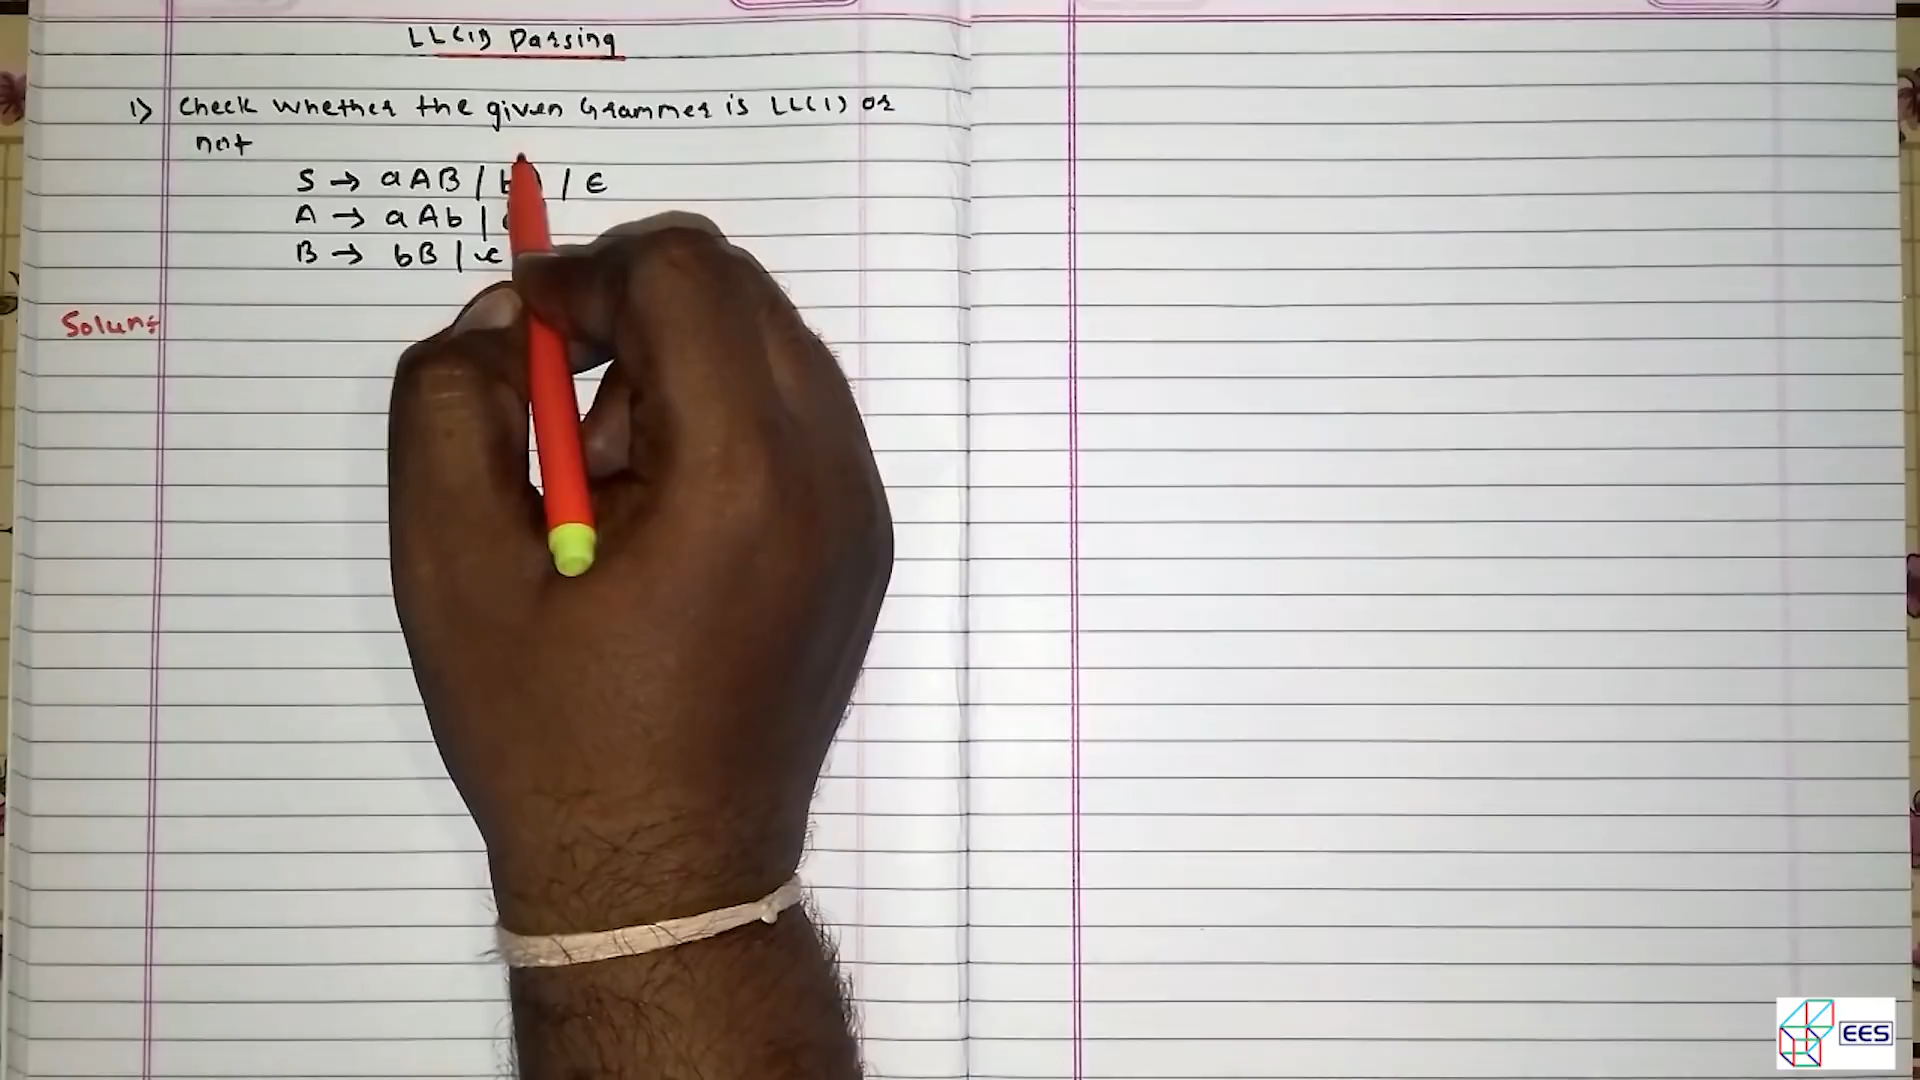 LL(1) Parsing
1) Check whether the given Grammer is LL(1) or
not
S → aAB | | ϵ
A → aAb |
B → bB |
Soluns
EES